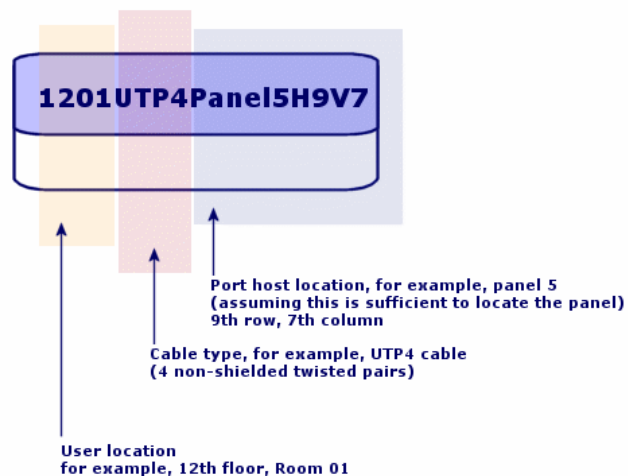 1201UTP4Panel5H9V7
Port host location, for example, panel 5
(assuming this is sufficient to locate the panel)
9th row, 7th column
Cable type, for example, UTP4 cable
(4 non-shielded twisted pairs)
User location
for example, 12th floor, Room 01